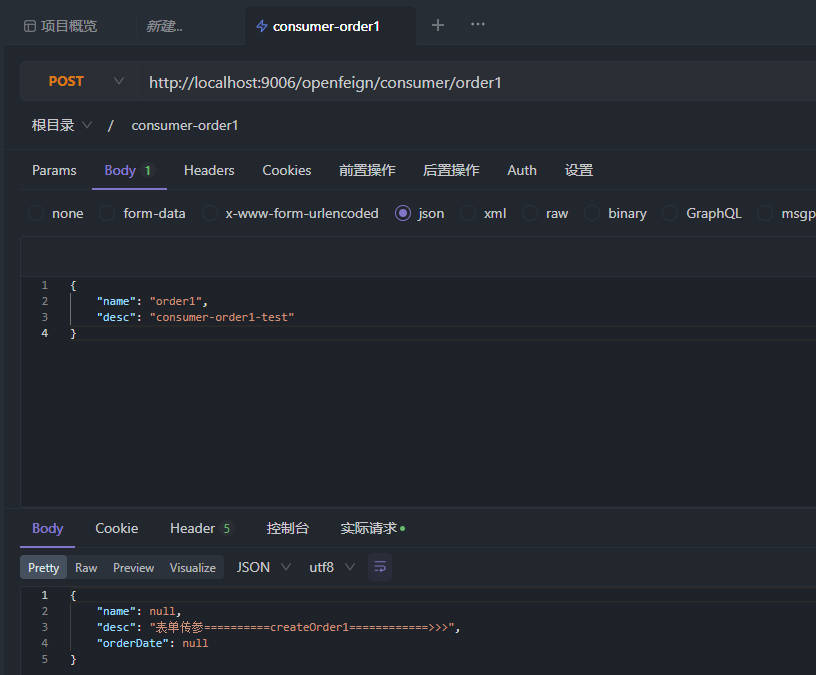 项目概览 新建... consumer-order1
POST http://localhost:9006/openfeign/consumer/order1
根目录 / consumer-order1
Params Body 1 Headers Cookies 前置操作 后置操作 Auth 设置
none form-data x-www-form-urlencoded json xml raw binary GraphQL msgp
1 {
2 "name": "order1",
3 "desc": "consumer-order1-test"
4 }
Body Cookie Header 5 控制台 实际请求
Pretty Raw Preview Visualize JSON utf8
1 {
2 "name": null,
3 "desc": "表单传参==========createOrder1============>>>",
4 "orderDate": null
5 }